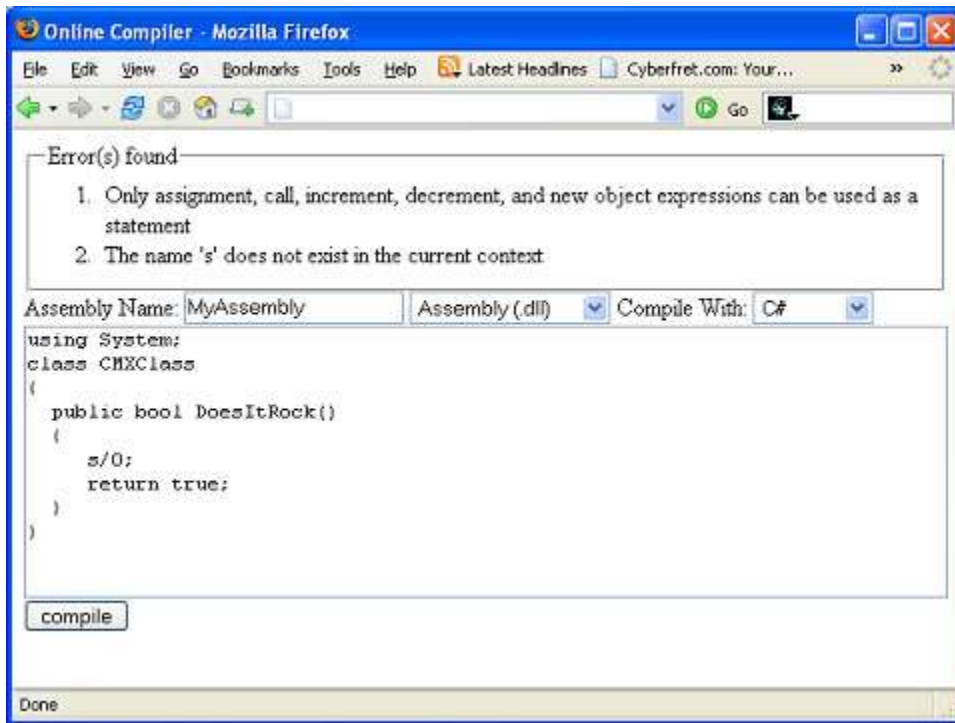 Online Compiler - Mozilla Firefox
File Edit View Go Bookmarks Tools Help Latest Headlines Cyberfret.com: Your... »
Go
Error(s) found
1. Only assignment, call, increment, decrement, and new object expressions can be used as a
statement
2. The name 's' does not exist in the current context
Assembly Name: MyAssembly Assembly (.dll) Compile With: C#
using System;
class CMXClass
{
public bool DoesItRock()
{
s/0;
return true;
}
}
compile
Done